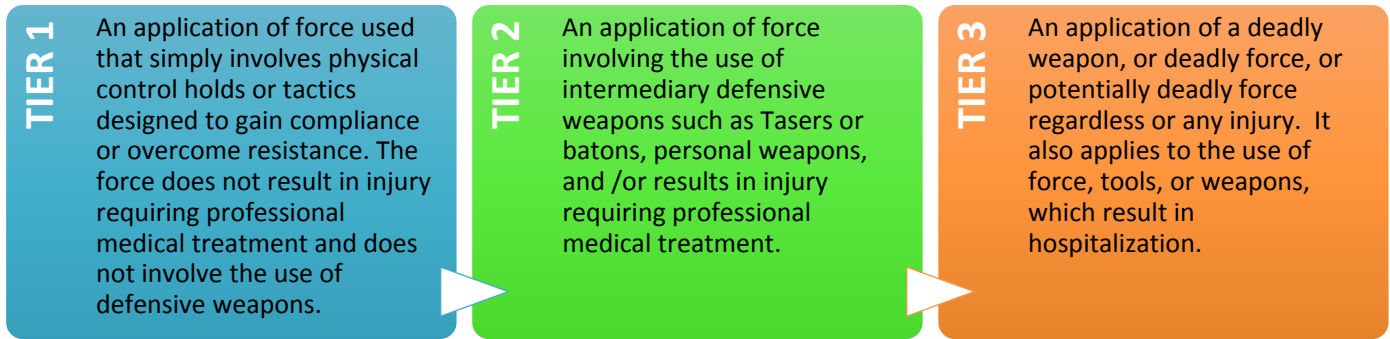 TIER 1
An application of force used
that simply involves physical
control holds or tactics
designed to gain compliance
or overcome resistance. The
force does not result in injury
requiring professional
medical treatment and does
not involve the use of
defensive weapons.
TIER 2
An application of force
involving the use of
intermediary defensive
weapons such as Tasers or
batons, personal weapons,
and /or results in injury
requiring professional
medical treatment.
TIER 3
An application of a deadly
weapon, or deadly force, or
potentially deadly force
regardless or any injury.  It
also applies to the use of
force, tools, or weapons,
which result in
hospitalization.